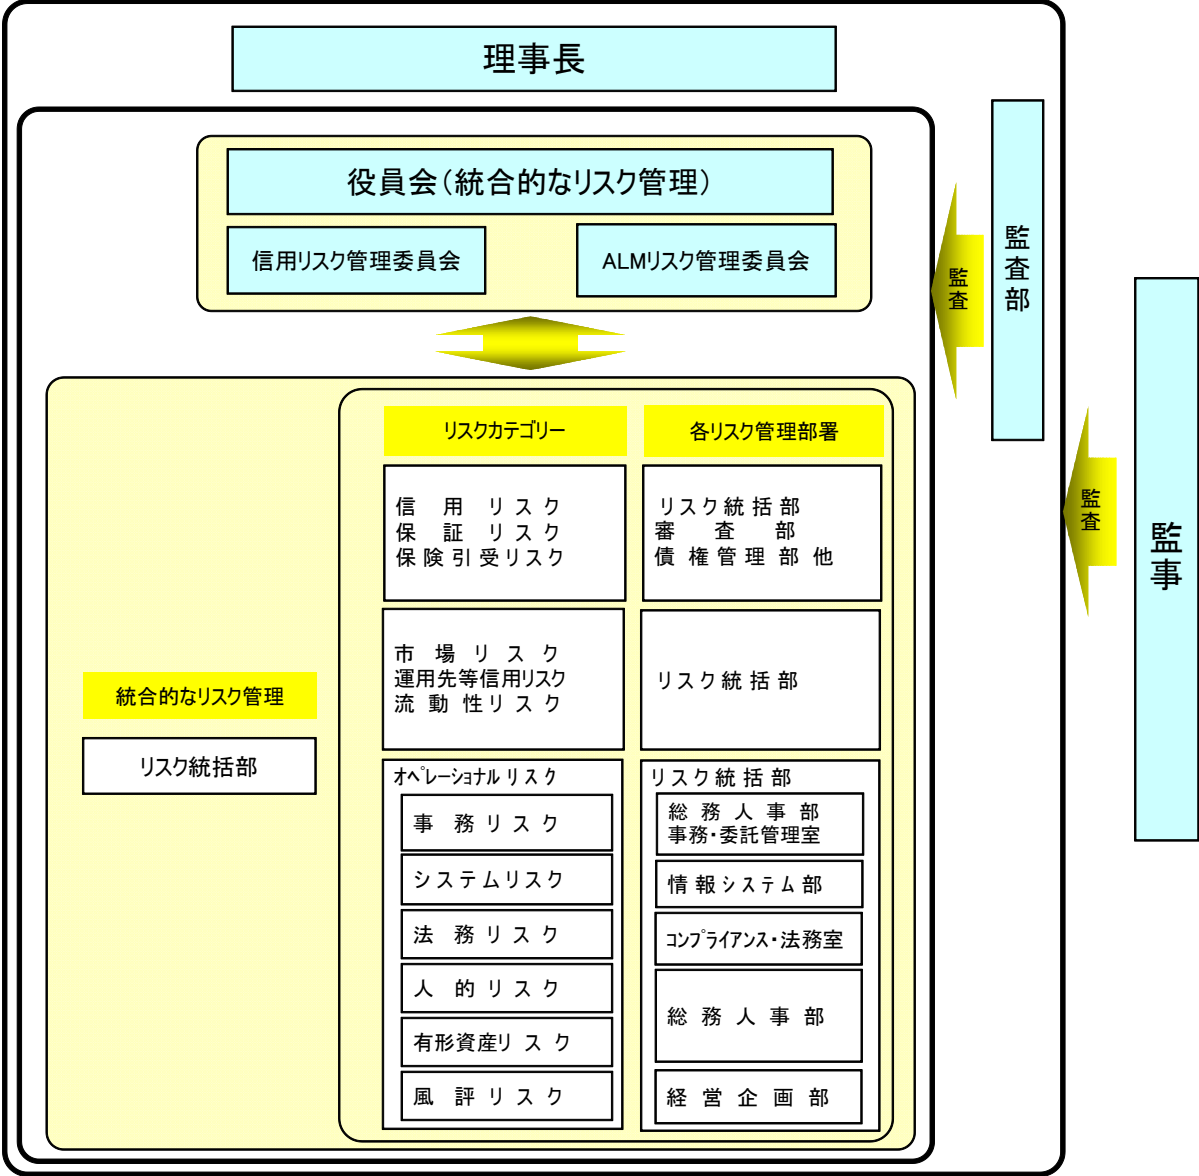 理事長
役員会（統合的なリスク管理）
信用リスク管理委員会
ALMリスク管理委員会
監査部
監査
監事
監査
リスクカテゴリー
各リスク管理部署
信用リスク
保証リスク
保険引受リスク
リスク統括部
審査部
債権管理部他
市場リスク
運用先等信用リスク
流動性リスク
リスク統括部
統合的なリスク管理
リスク統括部
オペレーショナルリスク
事務リスク
システムリスク
法務リスク
人的リスク
有形資産リスク
風評リスク
リスク統括部
総務人事部
事務・委託管理室
情報システム部
コンプライアンス・法務室
総務人事部
経営企画部